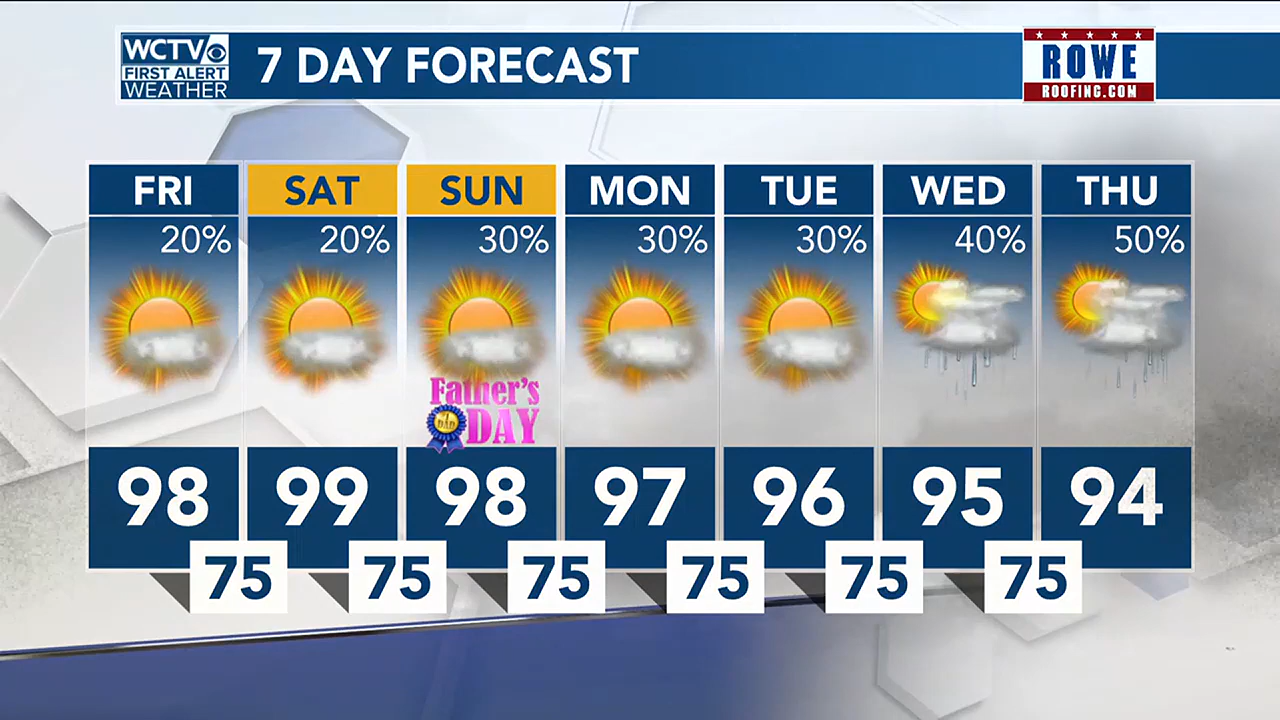 WCTV
FIRST ALERT
WEATHER
7 DAY FORECAST
ROWE
ROOFING.COM
FRI SAT SUN MON TUE WED THU
20% 20% 30% 30% 30% 40% 50%
Father's
#1
DAD
DAY
98 99 98 97 96 95 94
75 75 75 75 75 75